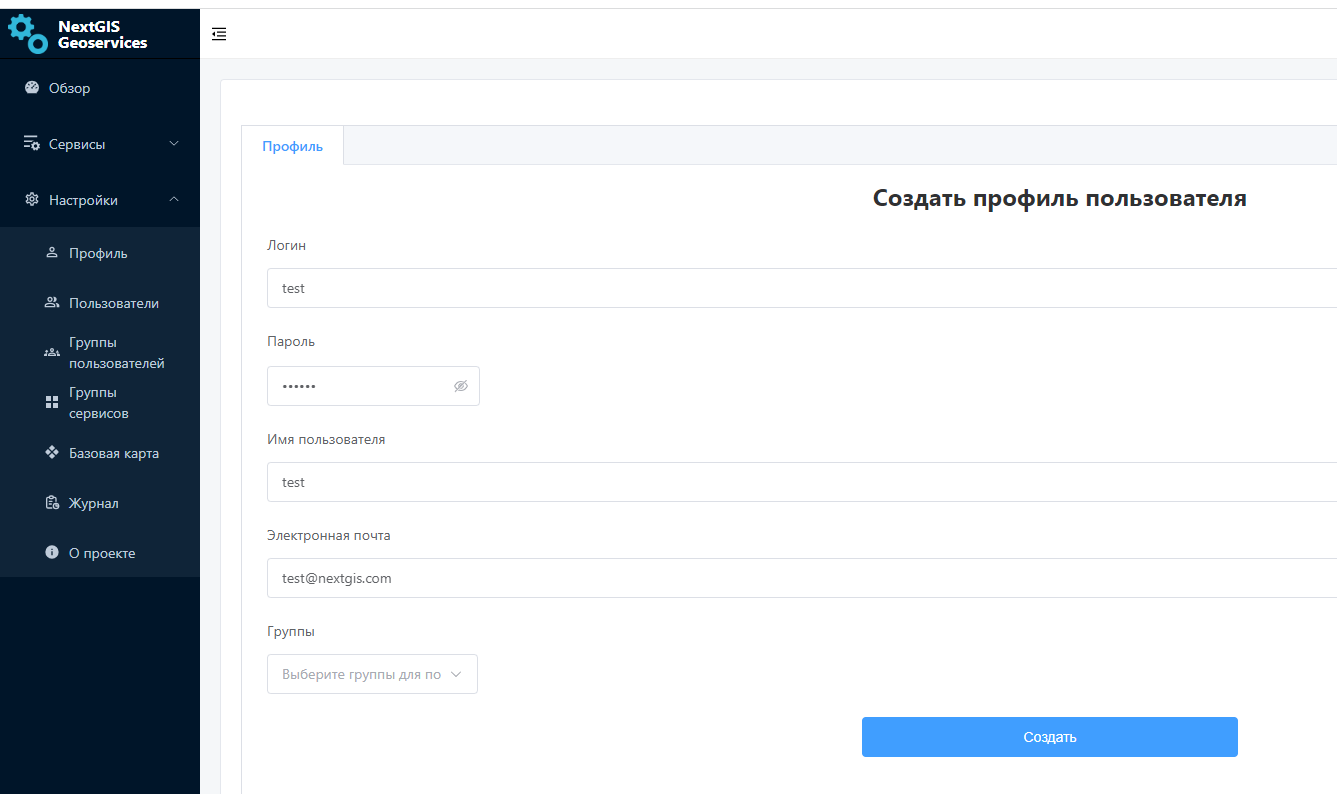 NextGIS
Geoservices
Обзор
Сервисы
Настройки
Профиль
Пользователи
Группы
пользователей
Группы
сервисов
Базовая карта
Журнал
О проекте
Профиль
Создать профиль пользователя
Логин
test
Пароль
••••••
Имя пользователя
test
Электронная почта
test@nextgis.com
Группы
Выберите группы для по
Создать